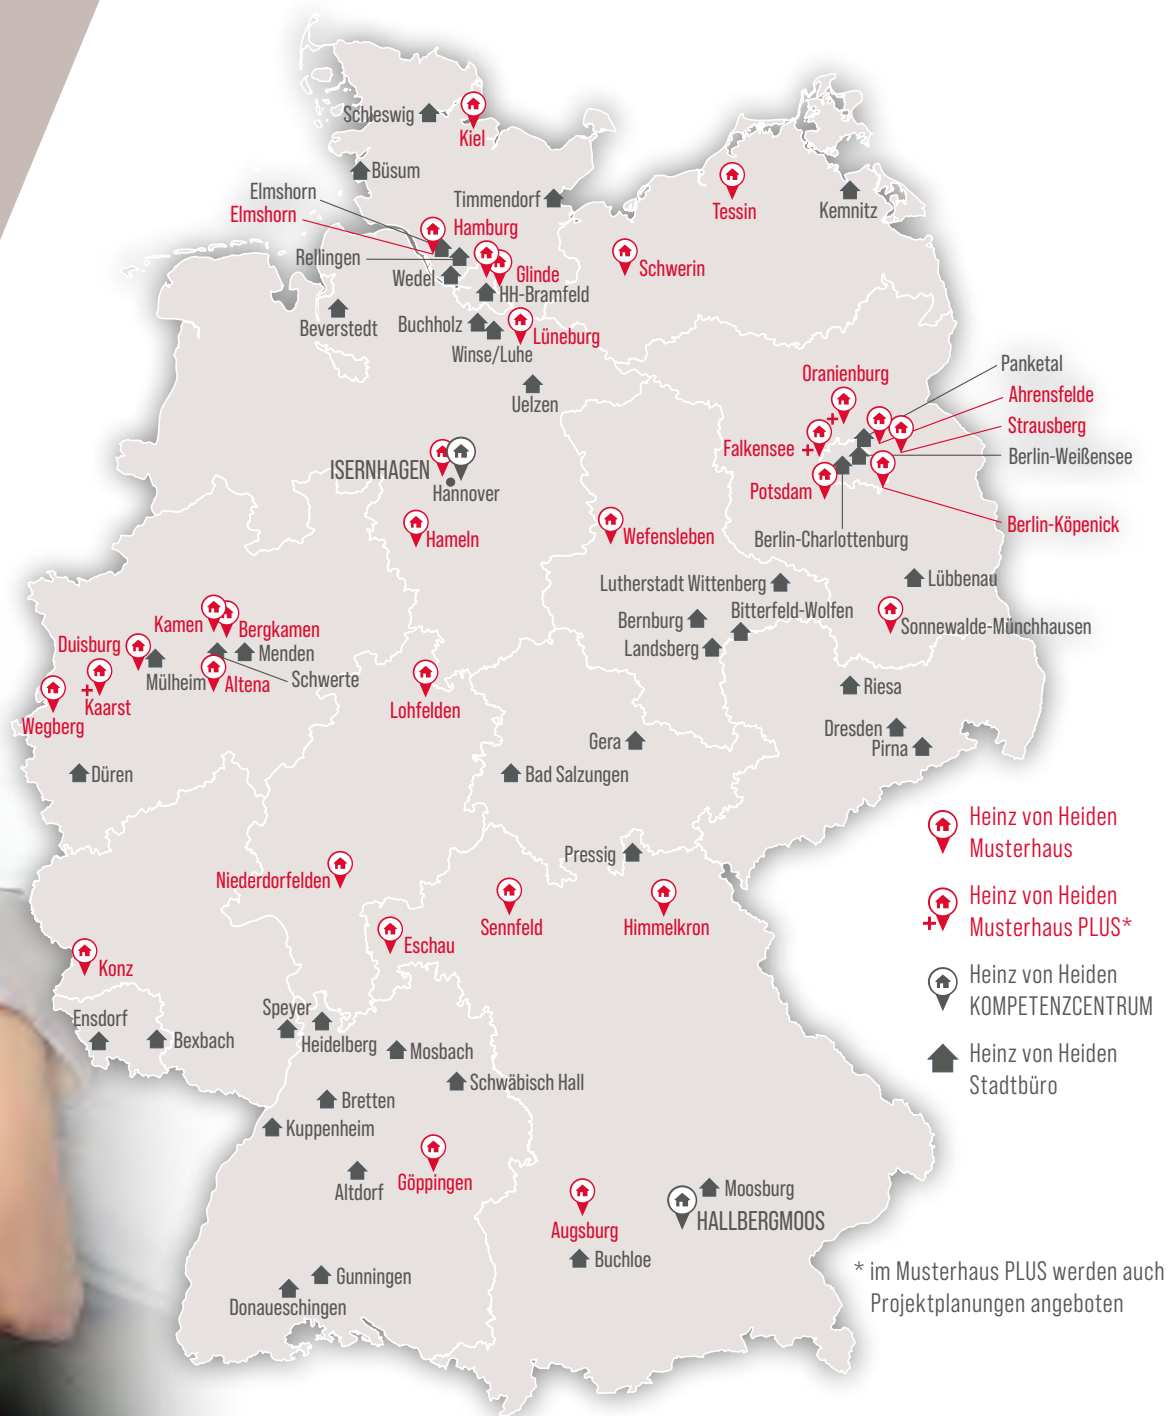 Schleswig
Kiel
Büsum
Elmshorn
Elmshorn
Timmendorf
Tessin
Kemnitz
Hamburg
Rellingen
Wedel
Glinde
HH-Bramfeld
Schwerin
Beverstedt
Buchholz
Winse/Luhe
Lüneburg
Uelzen
Oranienburg
Panketal
Ahrensfelde
Strausberg
Falkensee
Berlin-Weißensee
Potsdam
Berlin-Köpenick
Berlin-Charlottenburg
ISERNHAGEN
Hannover
Hameln
Wefensleben
Lutherstadt Wittenberg
Lübbenau
Bitterfeld-Wolfen
Bernburg
Landsberg
Sonnewalde-Münchhausen
Kamen
Bergkamen
Duisburg
Menden
Mülheim
Altena
Schwerte
Kaarst
Wegberg
Lohfelden
Riesa
Dresden
Pirna
Gera
Düren
Bad Salzungen
Pressig
Niederdorfelden
Sennfeld
Himmelkron
Eschau
Konz
Ensdorf
Bexbach
Speyer
Heidelberg
Mosbach
Schwäbisch Hall
Bretten
Kuppenheim
Altdorf
Göppingen
Augsburg
Moosburg
HALLBERGMOOS
Buchloe
Gunningen
Donaueschingen
Heinz von Heiden
Musterhaus
+
Heinz von Heiden
Musterhaus PLUS*
Heinz von Heiden
KOMPETENZCENTRUM
Heinz von Heiden
Stadtbüro
* im Musterhaus PLUS werden auch
Projektplanungen angeboten